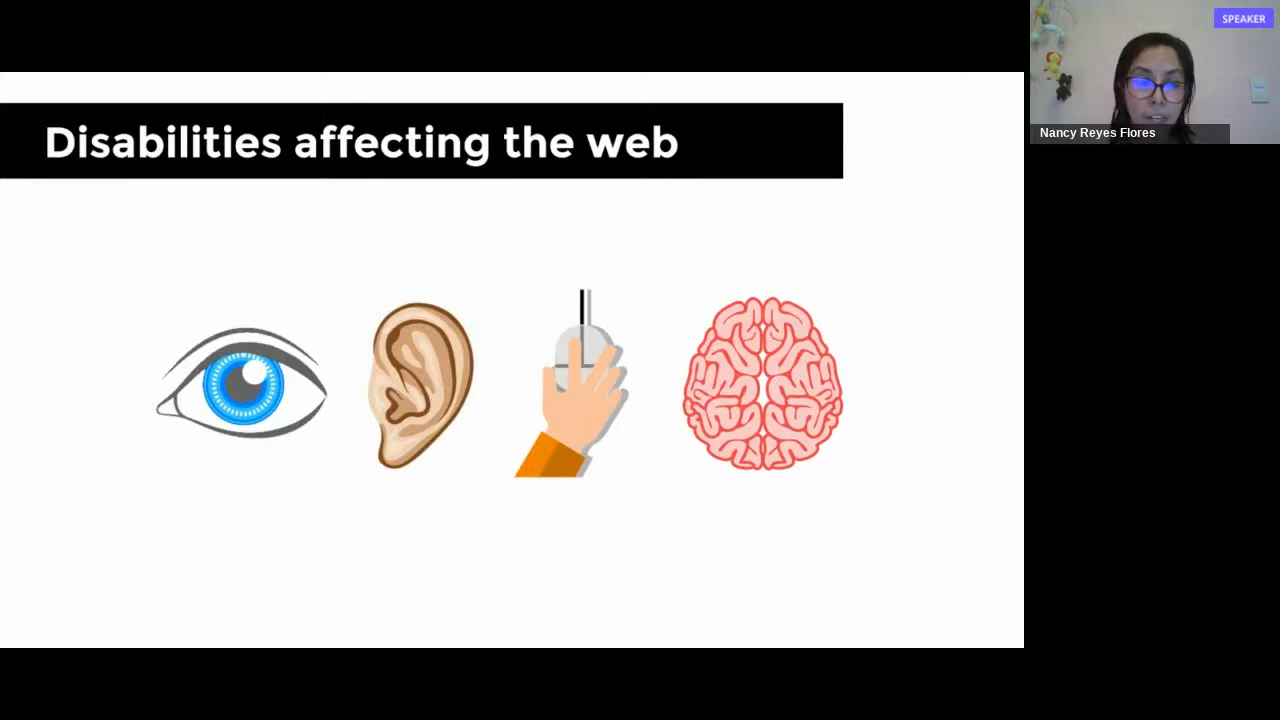 SPEAKER
Nancy Reyes Flores
Disabilities affecting the web